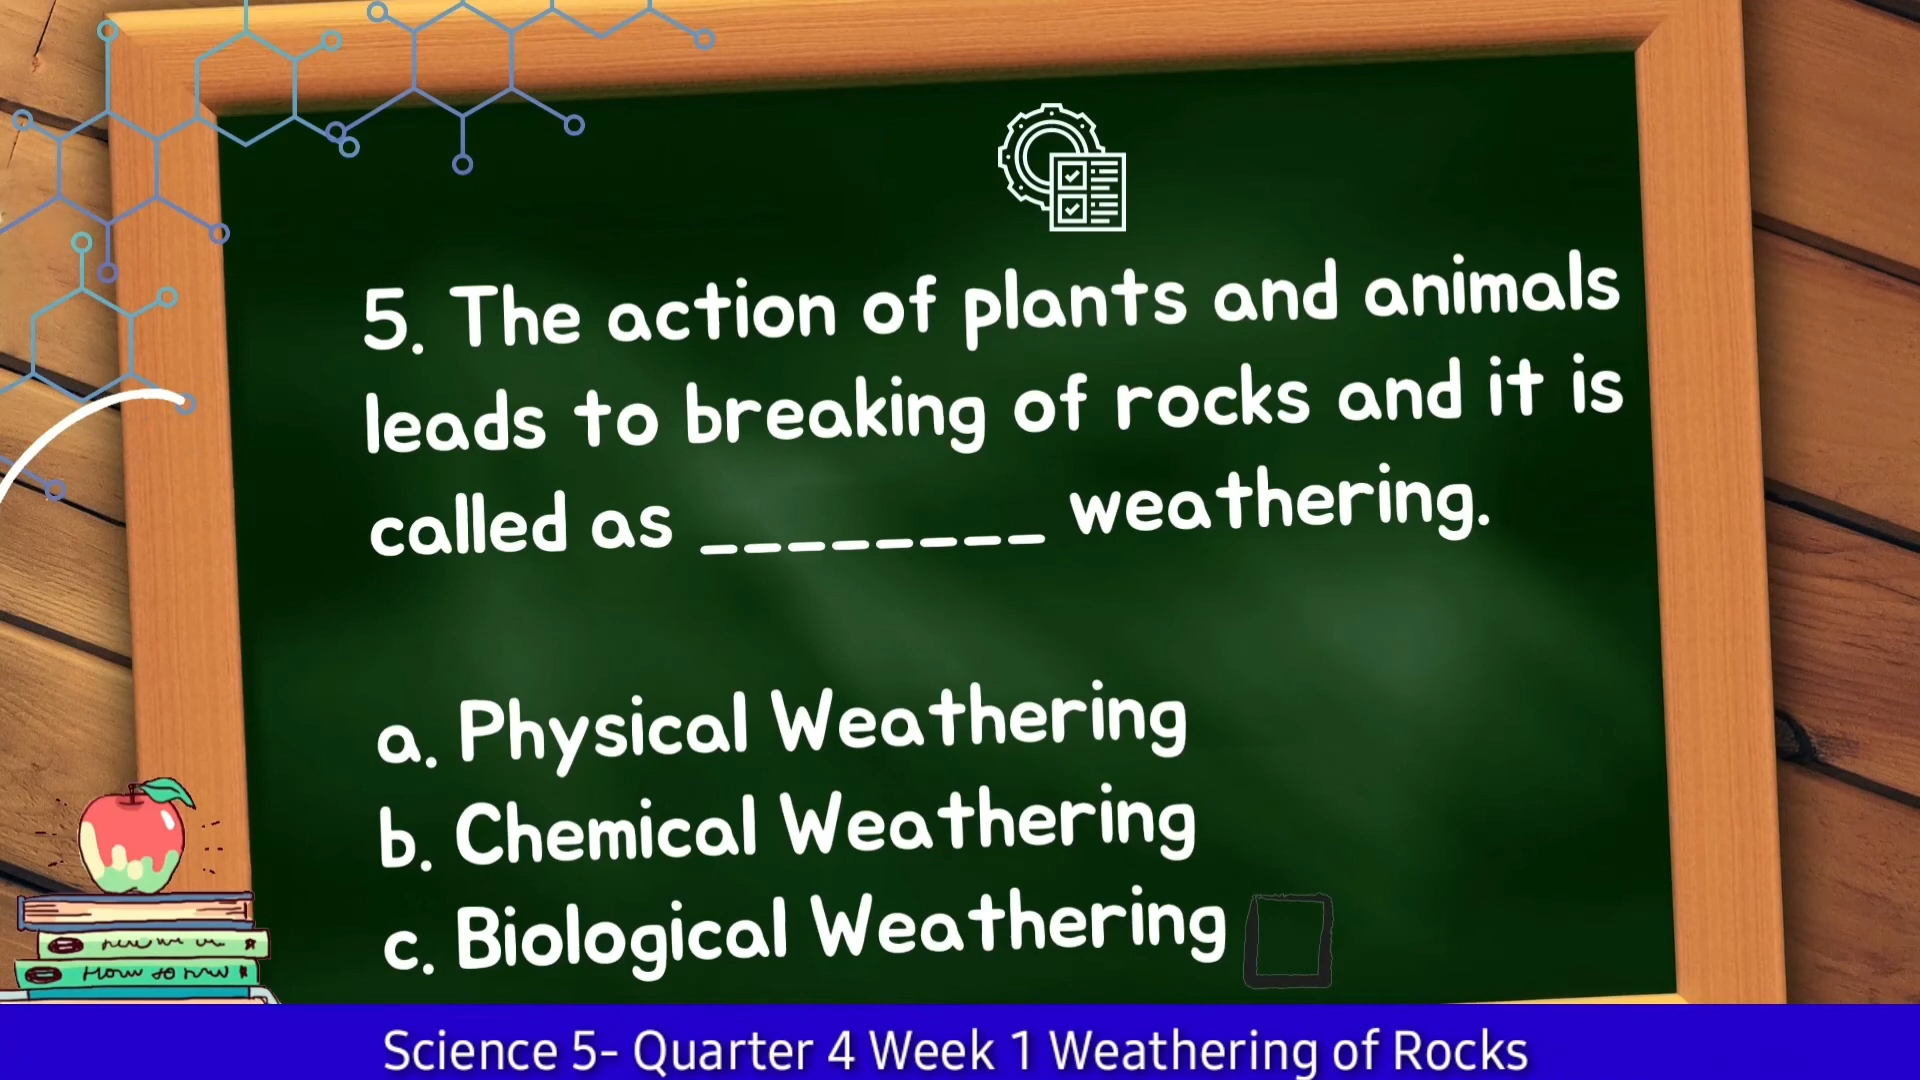 5. The action of plants and animals
leads to breaking of rocks and it is
called as ________ weathering.
a. Physical Weathering
b. Chemical Weathering
c. Biological Weathering
Science 5- Quarter 4 Week 1 Weathering of Rocks